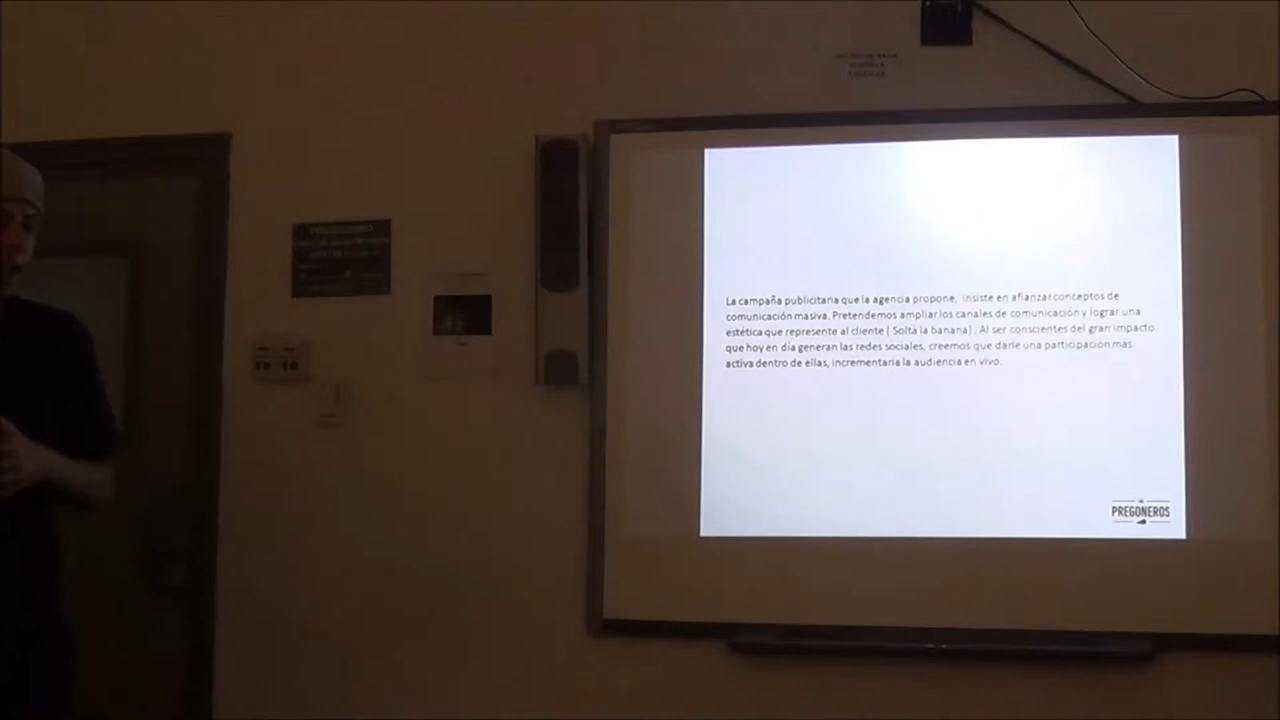 La campaña publicitaria que la agencia propone, insiste en afianzar conceptos de
comunicación masiva. Pretendemos ampliar los canales de comunicación y lograr una
estética que represente al cliente ( Solta la banana) . Al ser conscientes del gran impacto
que hoy en día generan las redes sociales, creemos que darle una participación más
activa dentro de ellas, incrementaria la audiencia en vivo.
PREGONEROS